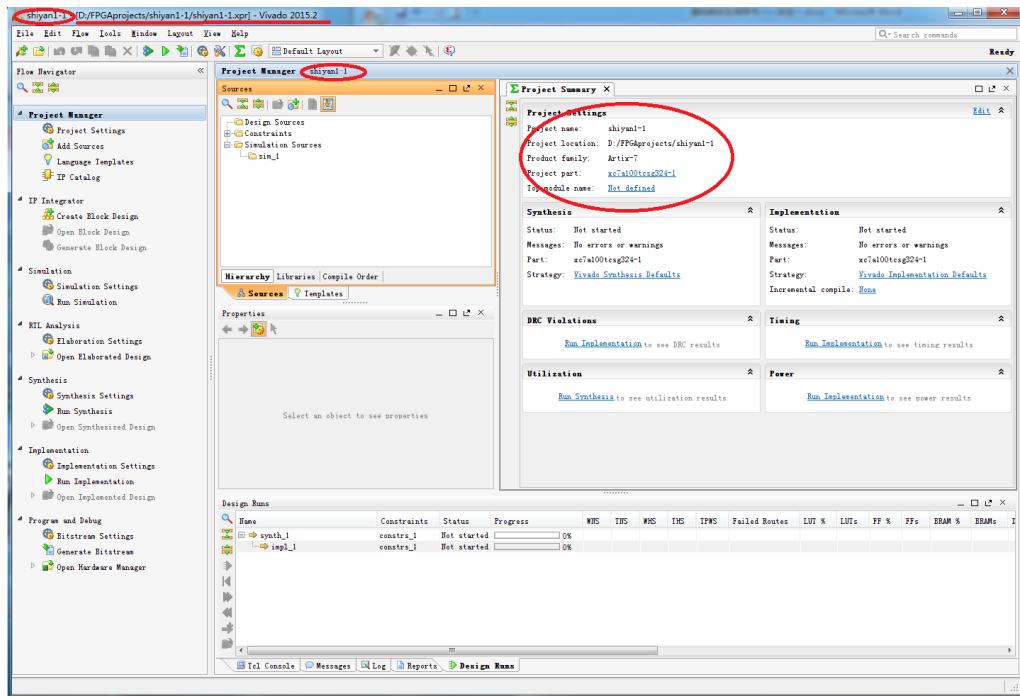 shiyan1-1 [D:/FPGAprojects/shiyan1-1/shiyan1-1.xpr] - Vivado 2015.2
File Edit Flow Tools Window Layout View Help
Search commands
Default Layout
Ready
Flow Navigator
Project Manager
Project Settings
Add Sources
Language Templates
IP Catalog
IP Integrator
Create Block Design
Open Block Design
Generate Block Design
Simulation
Simulation Settings
Run Simulation
RTL Analysis
Elaboration Settings
Open Elaborated Design
Synthesis
Synthesis Settings
Run Synthesis
Open Synthesized Design
Implementation
Implementation Settings
Run Implementation
Open Implemented Design
Program and Debug
Bitstream Settings
Generate Bitstream
Open Hardware Manager
Project Manager shiyan1-1
Sources
Design Sources
Constraints
Simulation Sources
sim_1
Hierarchy Libraries Compile Order
Sources Templates
Properties
Select an object to see properties
Σ Project Summary
Project Settings Edit
Project name: shiyan1-1
Project location: D:/FPGAprojects/shiyan1-1
Product family: Artix-7
Project part: xc7a100tcsg324-1
Top module name: Not defined
Synthesis
Status: Not started
Messages: No errors or warnings
Part: xc7a100tcsg324-1
Strategy: Vivado Synthesis Defaults
Implementation
Status: Not started
Messages: No errors or warnings
Part: xc7a100tcsg324-1
Strategy: Vivado Implementation Defaults
Incremental compile: None
DRC Violations
Run Implementation to see DRC results
Timing
Run Implementation to see timing results
Utilization
Run Synthesis to see utilization results
Power
Run Implementation to see power results
Design Runs
Name Constraints Status Progress WNS TNS WHS THS TPWS Failed Routes LUT % LUTs FF % FFs BRAM % BRAMs
synth_1 constrs_1 Not started 0%
impl_1 constrs_1 Not started 0%
Tcl Console Messages Log Reports Design Runs